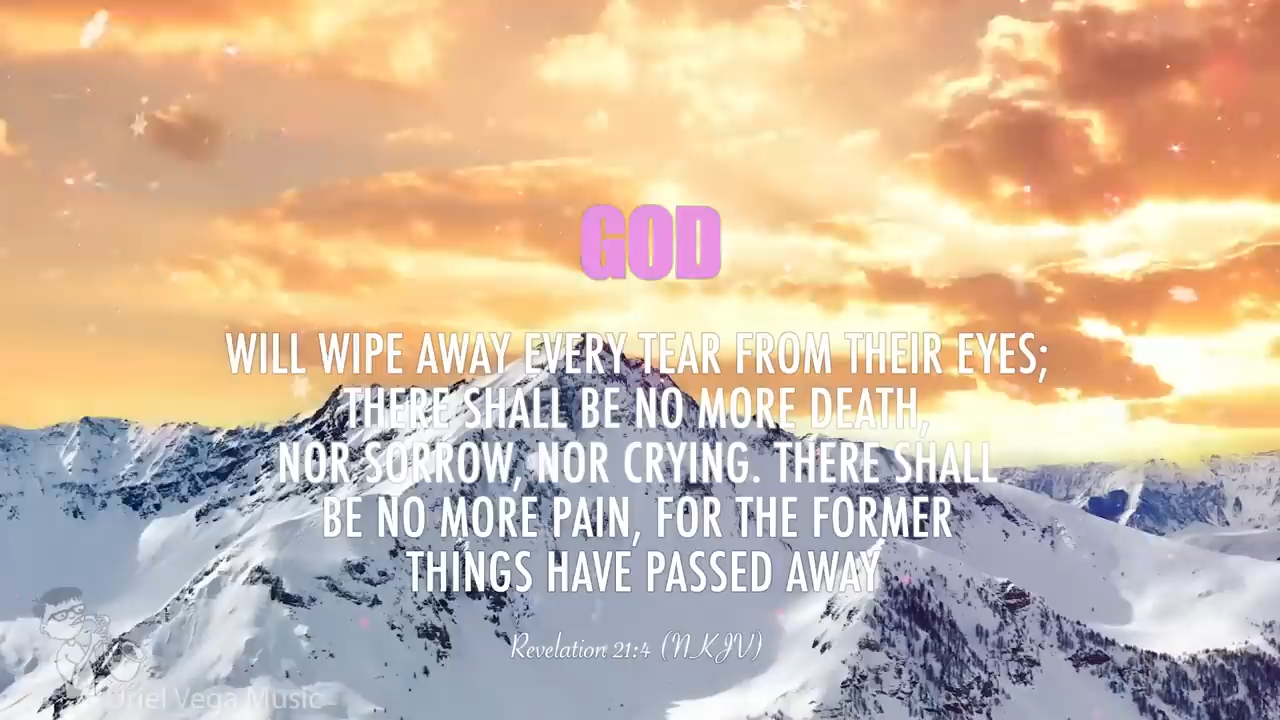 GOD
WILL WIPE AWAY EVERY TEAR FROM THEIR EYES;
THERE SHALL BE NO MORE DEATH,
NOR SORROW, NOR CRYING. THERE SHALL
BE NO MORE PAIN, FOR THE FORMER
THINGS HAVE PASSED AWAY
Revelation 21:4 (NKJV)
Uriel Vega Music